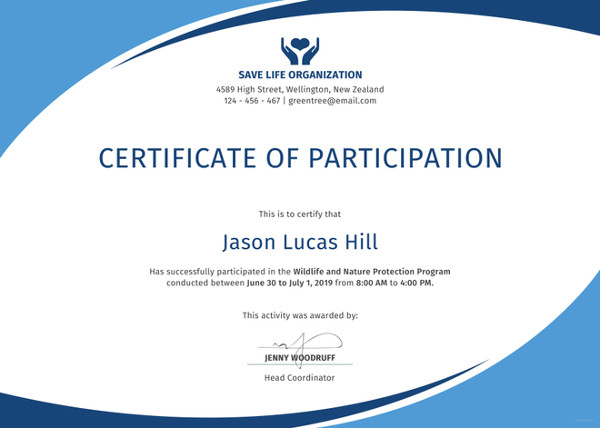 SAVE LIFE ORGANIZATION
4589 High Street, Wellington, New Zealand
124 - 456 - 467 | greentree@email.com
CERTIFICATE OF PARTICIPATION
This is to certify that
Jason Lucas Hill
Has successfully participated in the Wildlife and Nature Protection Program
conducted between June 30 to July 1, 2019 from 8:00 AM to 4:00 PM.
This activity was awarded by:
JENNY WOODRUFF
Head Coordinator